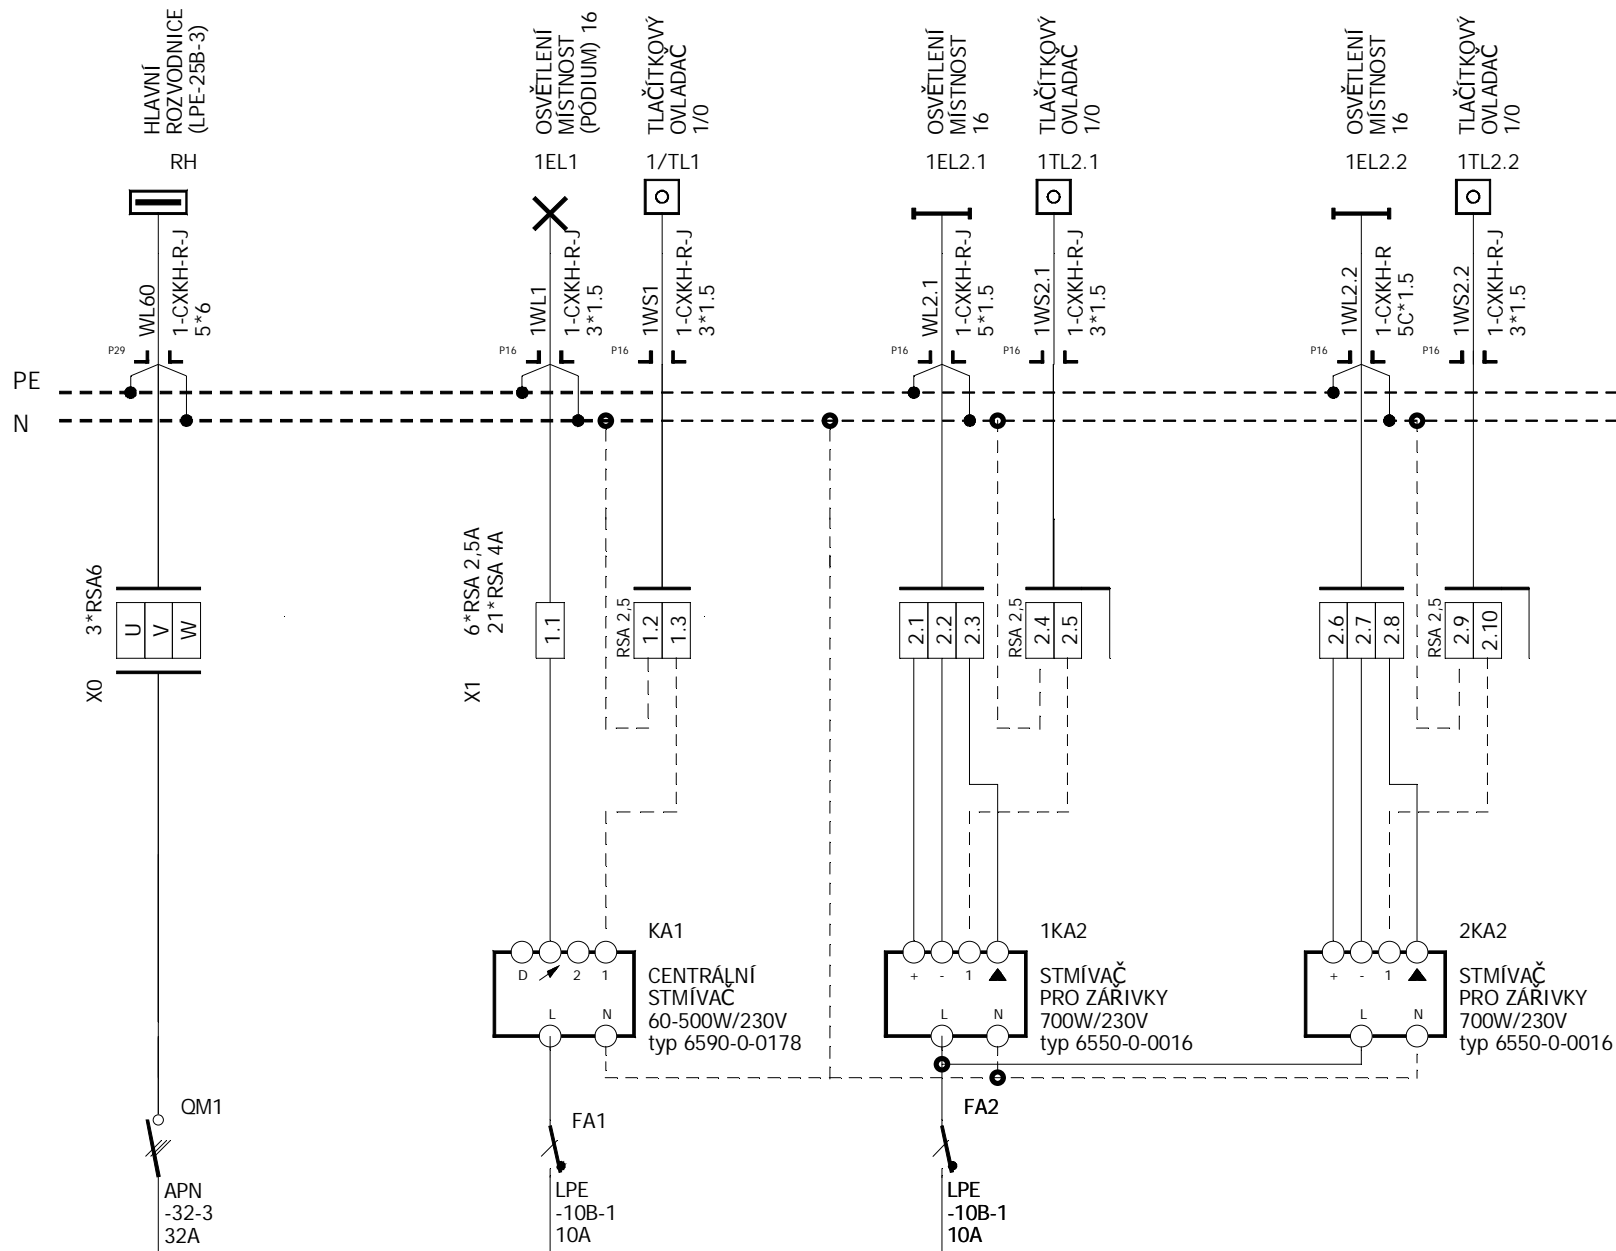 HLAVNÍ
ROZVODNICE
(LPE-25B-3)
OSVĚTLENÍ
MÍSTNOST
(PÓDIUM) 16
TLAČÍTKOVÝ
OVLADAČ
1/0
OSVĚTLENÍ
MÍSTNOST
16
TLAČÍTKOVÝ
OVLADAČ
1/0
OSVĚTLENÍ
MÍSTNOST
16
TLAČÍTKOVÝ
OVLADAČ
1/0
RH
1EL1
1/TL1
1EL2.1
1TL2.1
1EL2.2
1TL2.2
WL60
1-CXKH-R-J
5*6
1WL1
1-CXKH-R-J
3*1.5
1WS1
1-CXKH-R-J
3*1.5
WL2.1
1-CXKH-R-J
5*1.5
1WS2.1
1-CXKH-R-J
3*1.5
1WL2.2
1-CXKH-R
5C*1.5
1WS2.2
1-CXKH-R-J
3*1.5
P29
P16
P16
P16
P16
P16
P16
PE
N
3*RSA6
U
V
W
X0
6*RSA 2,5A
21*RSA 4A
X1
1.1
RSA 2,5
1.2
1.3
2.1
2.2
2.3
RSA 2,5
2.4
2.5
2.6
2.7
2.8
RSA 2,5
2.9
2.10
KA1
D
2
1
L
N
CENTRÁLNÍ
STMÍVAČ
60-500W/230V
typ 6590-0-0178
1KA2
+
-
1
L
N
STMÍVAČ
PRO ZÁŘIVKY
700W/230V
typ 6550-0-0016
2KA2
+
-
1
L
N
STMÍVAČ
PRO ZÁŘIVKY
700W/230V
typ 6550-0-0016
QM1
APN
-32-3
32A
FA1
LPE
-10B-1
10A
FA2
LPE
-10B-1
10A